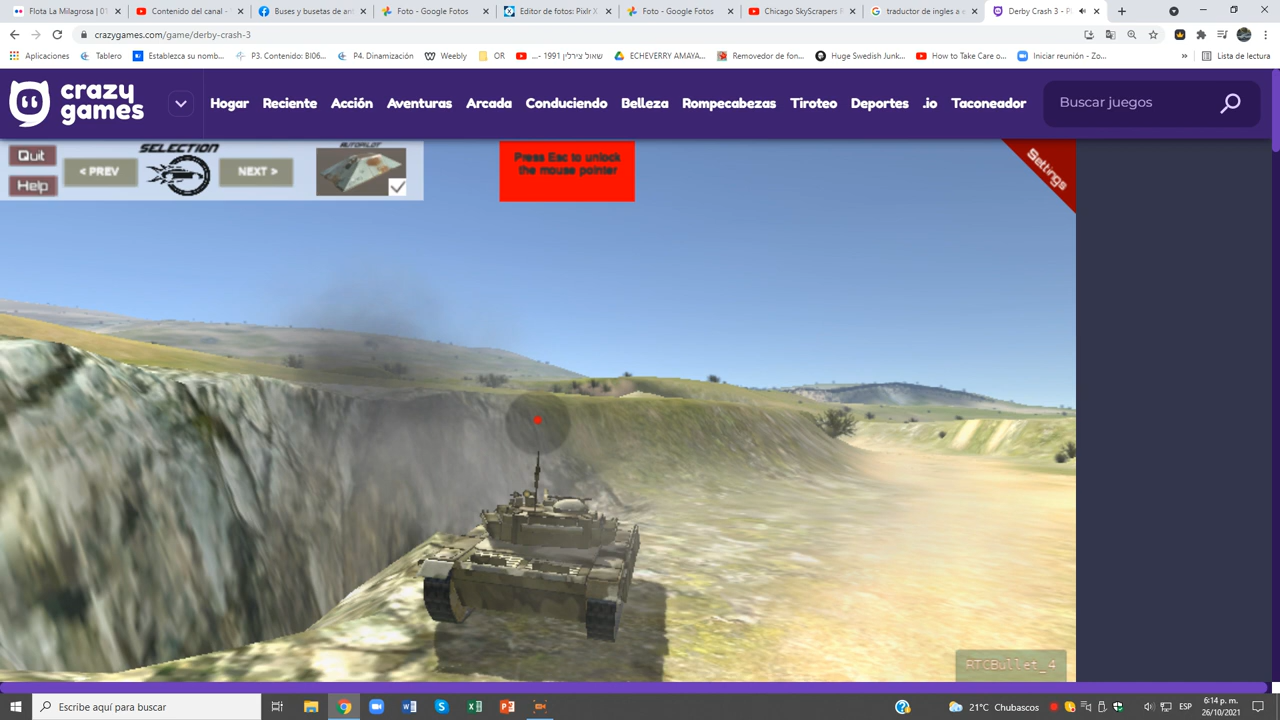 Flota La Milagrosa | 01
Contenido del canal -
Buses y busetas de ant
Foto - Google Fotos
Editor de fotos: Pixlr X
Foto - Google Fotos
Chicago SkyScrapers F
traductor de ingles a e
Derby Crash 3 - P
crazygames.com/game/derby-crash-3
Aplicaciones
Tablero
Establezca su nomb...
P3. Contenido: BI06...
P4. Dinamización
Weebly
OR
שאול צירלין 1991 -...
ECHEVERRY AMAYA...
Removedor de fon...
Huge Swedish Junk...
How to Take Care o...
Iniciar reunión - Zo...
»
Lista de lectura
crazy
games
Hogar
Reciente
Acción
Aventuras
Arcada
Conduciendo
Belleza
Rompecabezas
Tiroteo
Deportes
.io
Taconeador
Buscar juegos
Quit
Help
< PREV
SELECTION
NEXT >
AUTOPILOT
Press Esc to unlock
the mouse pointer
Settings
RTCBullet_4
Escribe aquí para buscar
21°C Chubascos
ESP
6:14 p. m.
26/10/2021